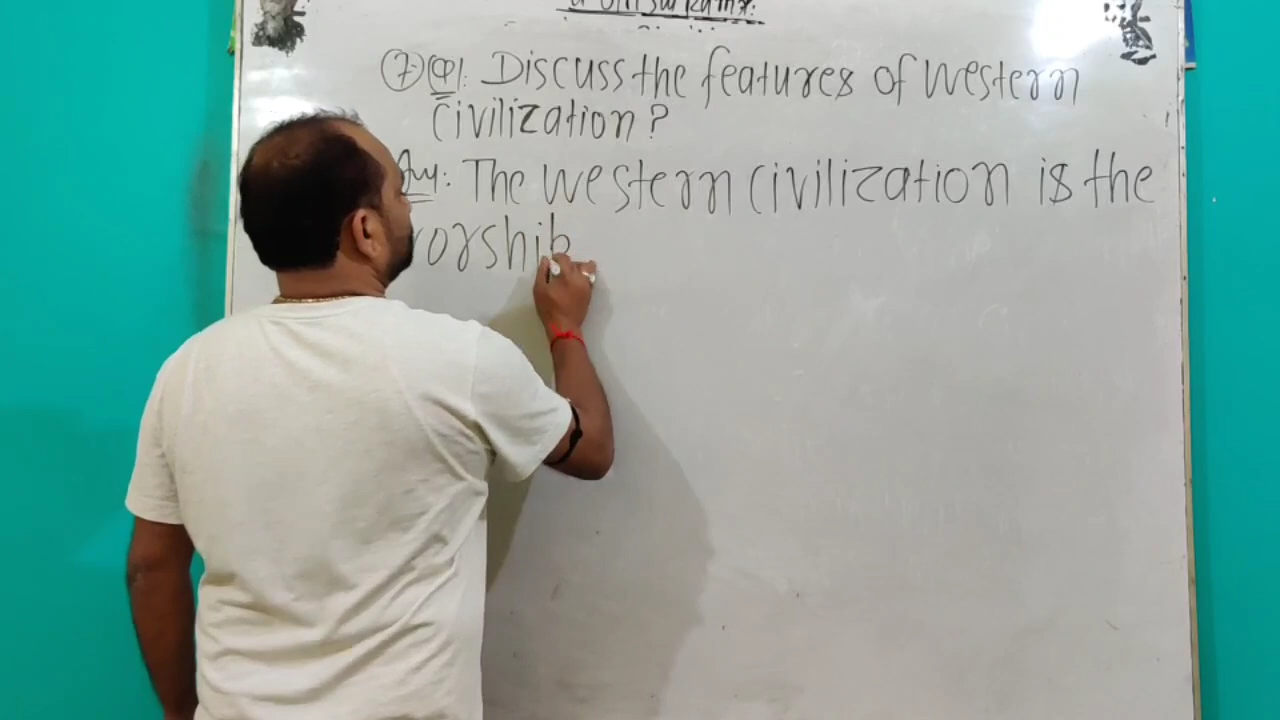 7. Q1. Discuss the features of western
civilization?
Ans: The western civilization is the
worship